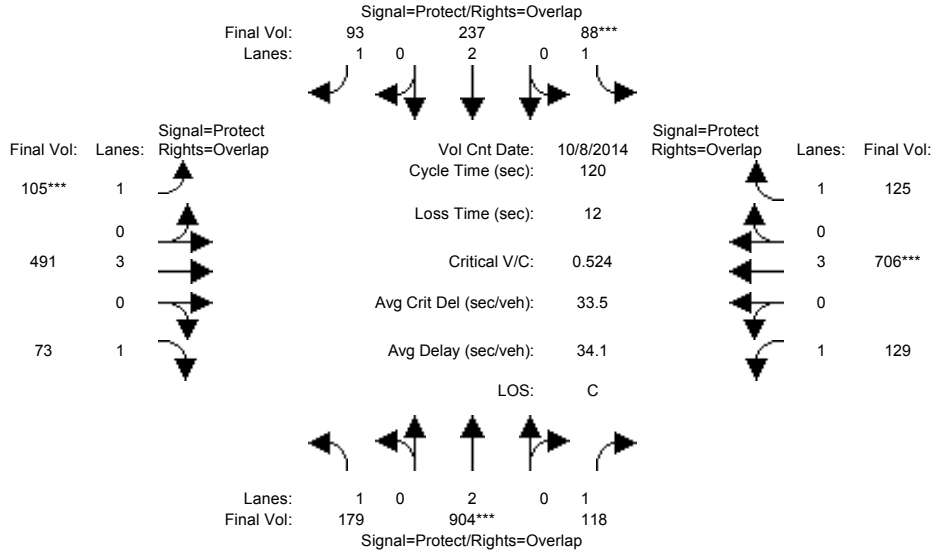 Signal=Protect/Rights=Overlap
Final Vol: 93 237 88***
Lanes: 1 0 2 0 1
Signal=Protect Signal=Protect
Final Vol: Lanes: Rights=Overlap Vol Cnt Date: 10/8/2014 Rights=Overlap Lanes: Final Vol:
Cycle Time (sec): 120
105*** 1 1 125
Loss Time (sec): 12
0 0
491 3 Critical V/C: 0.524 3 706***
0 Avg Crit Del (sec/veh): 33.5 0
73 1 Avg Delay (sec/veh): 34.1 1 129
LOS: C
Lanes: 1 0 2 0 1
Final Vol: 179 904*** 118
Signal=Protect/Rights=Overlap